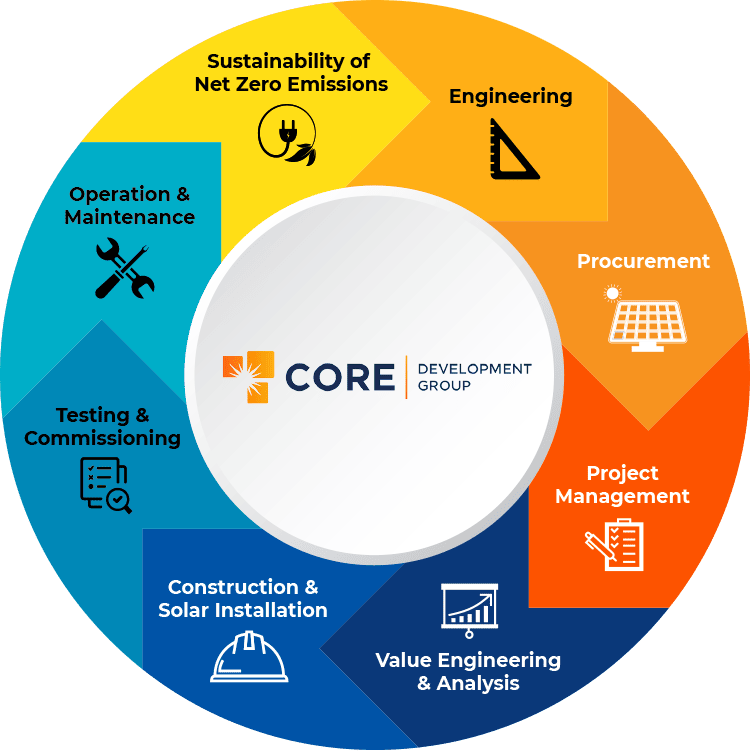 Sustainability of
Net Zero Emissions
Engineering
Operation &
Maintenance
Procurement
CORE
DEVELOPMENT
GROUP
Testing &
Commissioning
Project
Management
Construction &
Solar Installation
Value Engineering
& Analysis